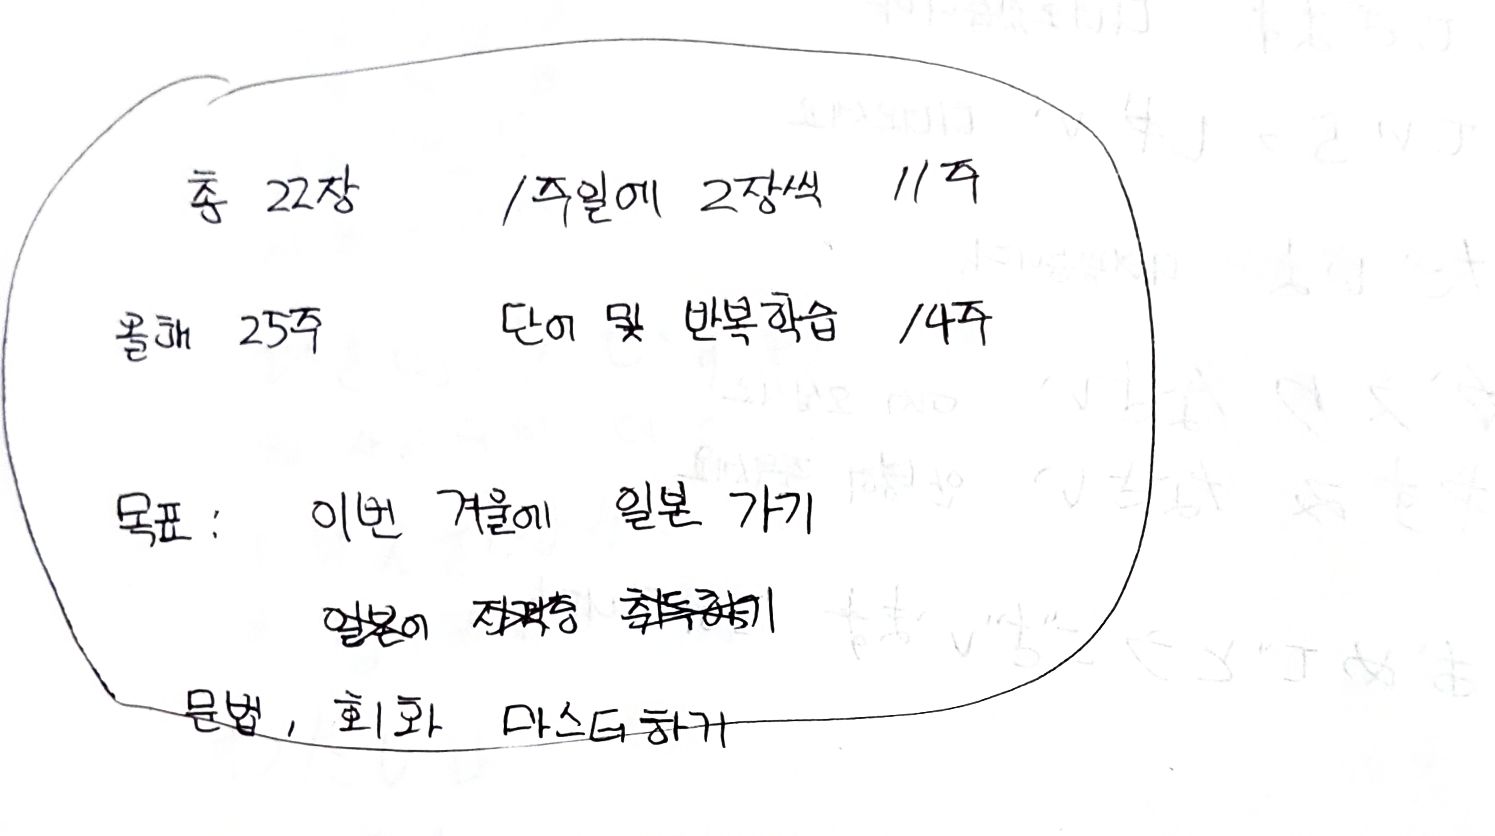 총 22장 1주일에 2장씩 11주
올해 25주 단어 및 반복학습 14주
목표 : 이번 겨울에 일본 가기
일본어 자격증 취득하기
문법, 회화 마스터하기